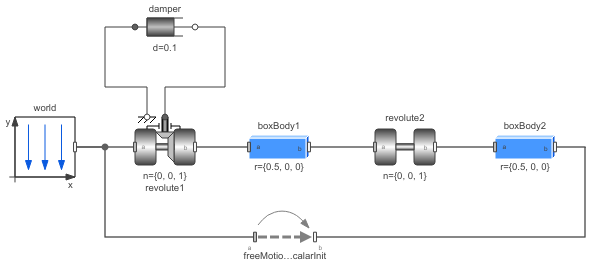 damper
d=0.1
world
y
x
a
b
n={0, 0, 1}
revolute1
boxBody1
a
b
r={0.5, 0, 0}
revolute2
a
b
n={0, 0, 1}
boxBody2
a
b
r={0.5, 0, 0}
a
b
freeMotio...calarInit